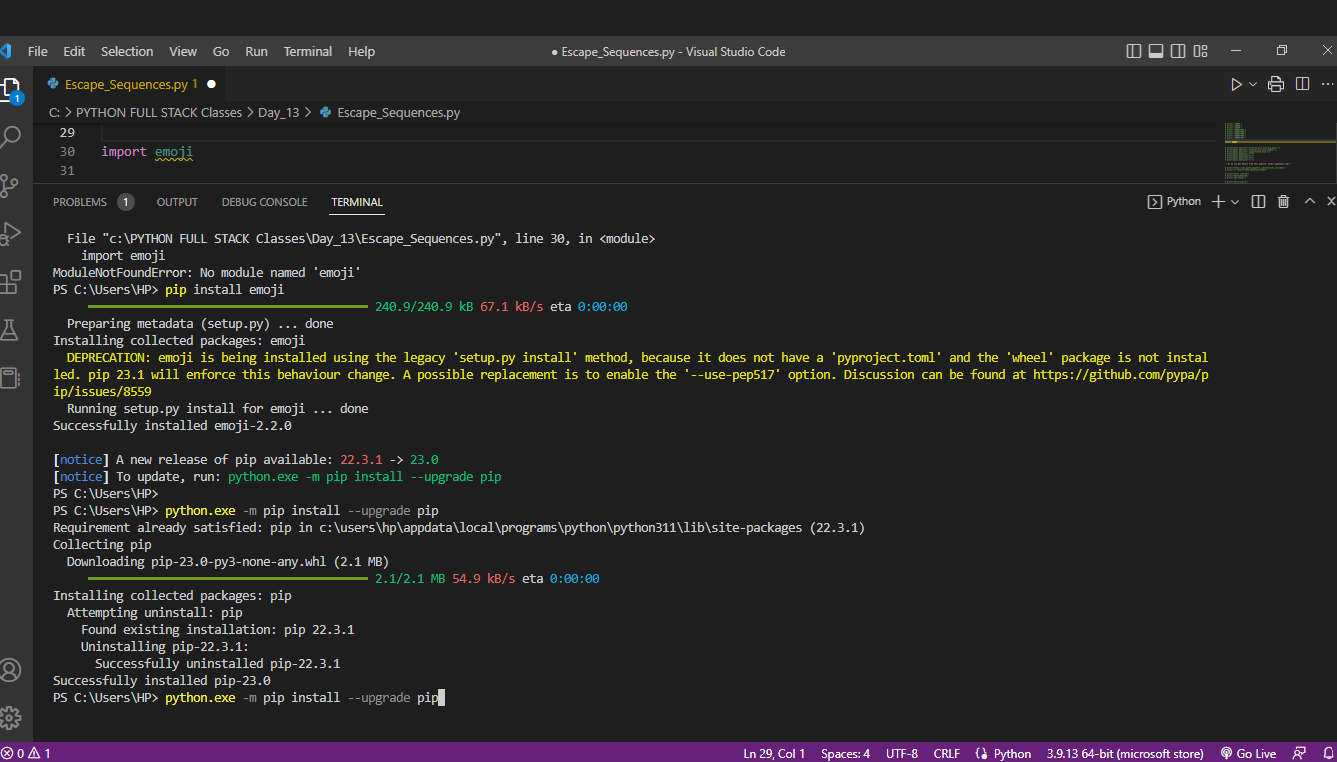 File Edit Selection View Go Run Terminal Help ● Escape_Sequences.py - Visual Studio Code
1 Escape_Sequences.py 1 ●
C: > PYTHON FULL STACK Classes > Day_13 > Escape_Sequences.py
29
30 import emoji
31
PROBLEMS 1 OUTPUT DEBUG CONSOLE TERMINAL Python
File "c:\PYTHON FULL STACK Classes\Day_13\Escape_Sequences.py", line 30, in <module>
import emoji
ModuleNotFoundError: No module named 'emoji'
PS C:\Users\HP> pip install emoji
240.9/240.9 kB 67.1 kB/s eta 0:00:00
Preparing metadata (setup.py) ... done
Installing collected packages: emoji
DEPRECATION: emoji is being installed using the legacy 'setup.py install' method, because it does not have a 'pyproject.toml' and the 'wheel' package is not instal
led. pip 23.1 will enforce this behaviour change. A possible replacement is to enable the '--use-pep517' option. Discussion can be found at https://github.com/pypa/p
ip/issues/8559
Running setup.py install for emoji ... done
Successfully installed emoji-2.2.0
[notice] A new release of pip available: 22.3.1 -> 23.0
[notice] To update, run: python.exe -m pip install --upgrade pip
PS C:\Users\HP>
PS C:\Users\HP> python.exe -m pip install --upgrade pip
Requirement already satisfied: pip in c:\users\hp\appdata\local\programs\python\python311\lib\site-packages (22.3.1)
Collecting pip
Downloading pip-23.0-py3-none-any.whl (2.1 MB)
2.1/2.1 MB 54.9 kB/s eta 0:00:00
Installing collected packages: pip
Attempting uninstall: pip
Found existing installation: pip 22.3.1
Uninstalling pip-22.3.1:
Successfully uninstalled pip-22.3.1
Successfully installed pip-23.0
PS C:\Users\HP> python.exe -m pip install --upgrade pip
0 1 Ln 29, Col 1 Spaces: 4 UTF-8 CRLF Python 3.9.13 64-bit (microsoft store) Go Live